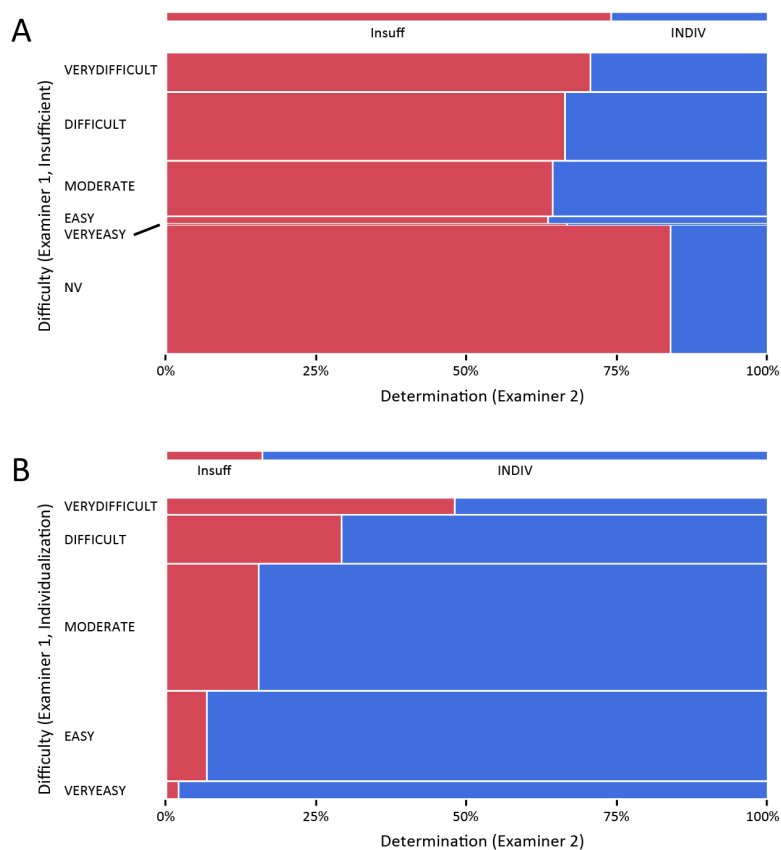 A
Insuff INDIV
Difficulty (Examiner 1, Insufficient)
VERYDIFFICULT
DIFFICULT
MODERATE
EASY
VERYEASY
NV
0% 25% 50% 75% 100%
Determination (Examiner 2)
B
Insuff INDIV
Difficulty (Examiner 1, Individualization)
VERYDIFFICULT
DIFFICULT
MODERATE
EASY
VERYEASY
0% 25% 50% 75% 100%
Determination (Examiner 2)